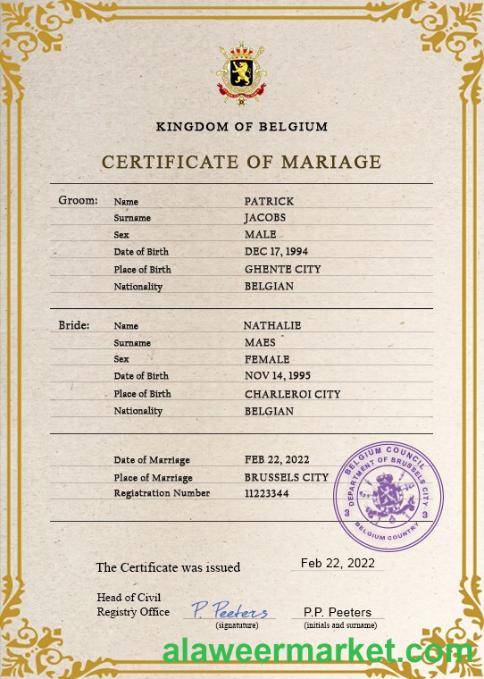 KINGDOM OF BELGIUM
CERTIFICATE OF MARIAGE
Groom: Name PATRICK
Surname JACOBS
Sex MALE
Date of Birth DEC 17, 1994
Place of Birth GHENTE CITY
Nationality BELGIAN
Bride: Name NATHALIE
Surname MAES
Sex FEMALE
Date of Birth NOV 14, 1995
Place of Birth CHARLEROI CITY
Nationality BELGIAN
Date of Marriage FEB 22, 2022
Place of Marriage BRUSSELS CITY
Registration Number 11223344
BELGIUM COUNCIL
DEPARTMENT OF BRUSSELS CITY
3 3
BELGIUM COUNTRY
The Certificate was issued Feb 22, 2022
Head of Civil
Registry Office P. Peeters P.P. Peeters
(signatature) (initials and surname)
alaweermarket.com